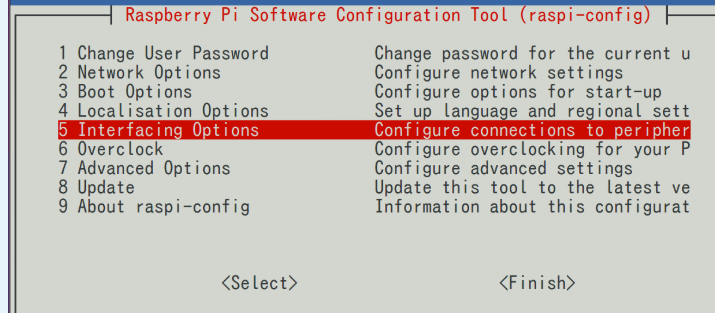 Raspberry Pi Software Configuration Tool (raspi-config)
1 Change User Password Change password for the current u
2 Network Options Configure network settings
3 Boot Options Configure options for start-up
4 Localisation Options Set up language and regional sett
5 Interfacing Options Configure connections to peripher
6 Overclock Configure overclocking for your P
7 Advanced Options Configure advanced settings
8 Update Update this tool to the latest ve
9 About raspi-config Information about this configurat
<Select> <Finish>